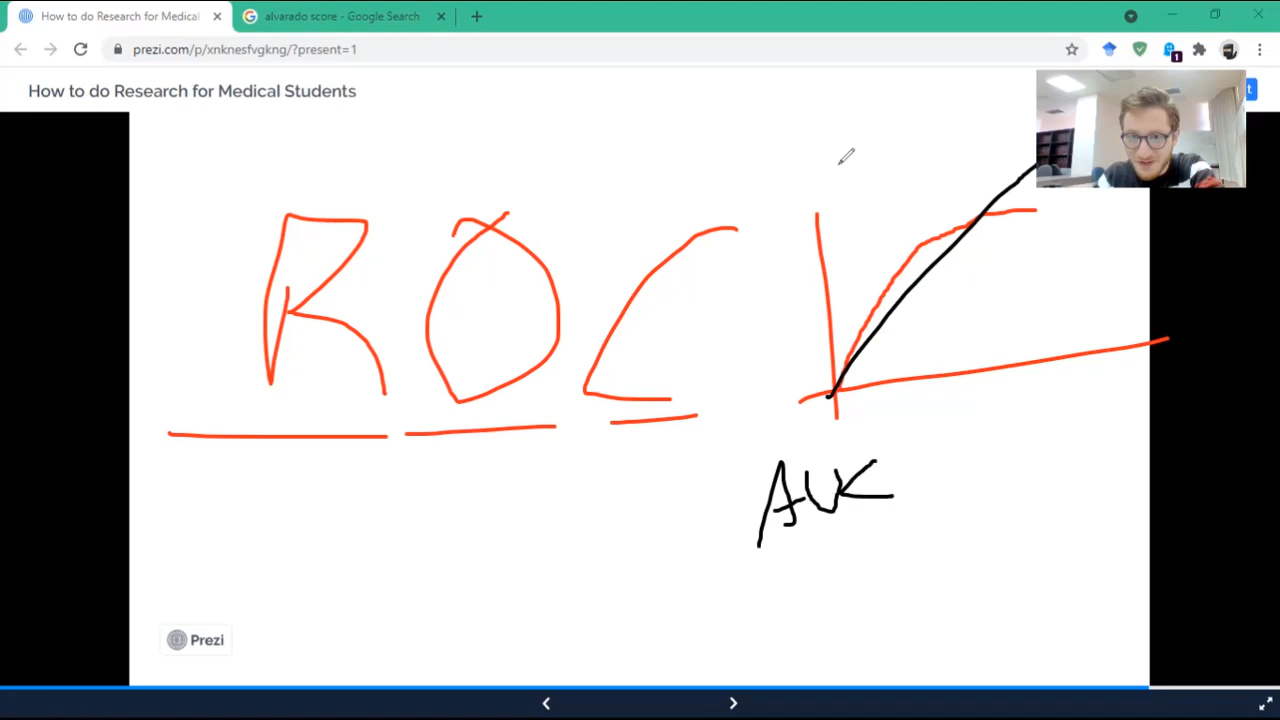 How to do Research for Medical
alvarado score - Google Search
prezi.com/p/xnknesfvgkng/?present=1
1
How to do Research for Medical Students
t
ROC
AUC
Prezi